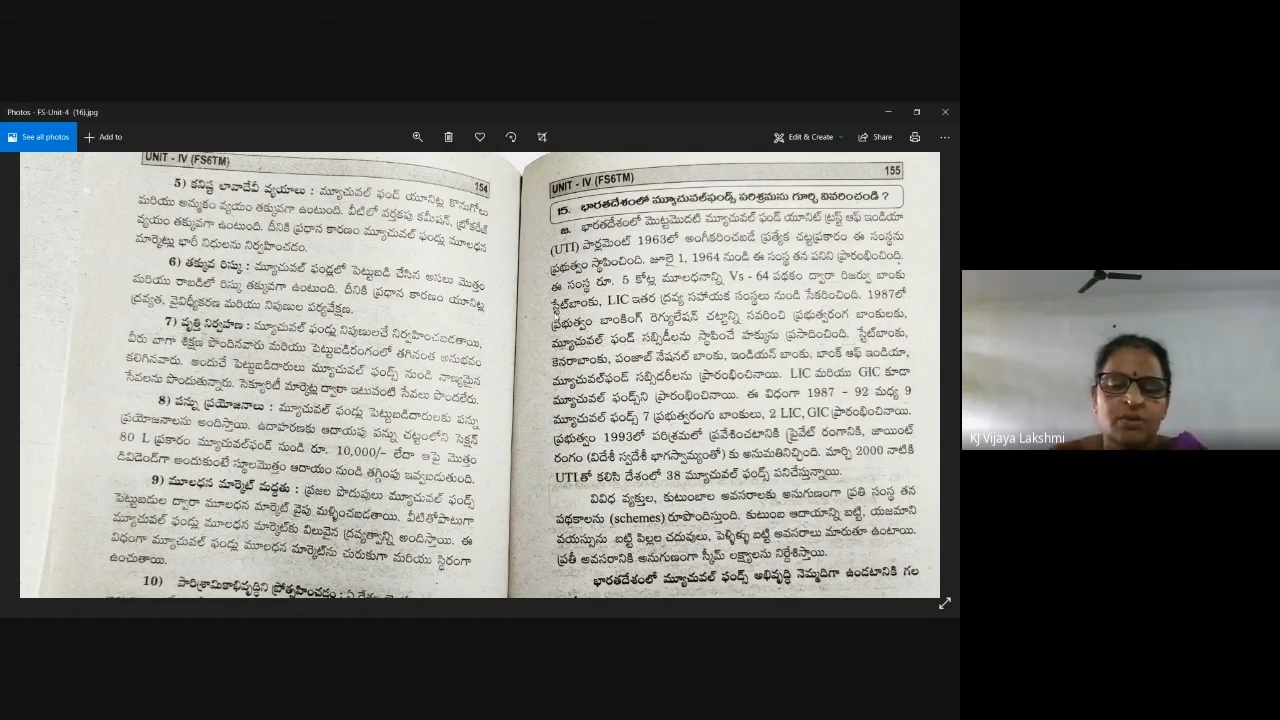 Photos - FS-Unit-4 (16).jpg
See all photos
Add to
Edit & Create
Share
UNIT - IV (FS6TM)
154
5) కనిష్ట లావాదేవీ వ్యయాలు : మ్యూచువల్ ఫండ్ యూనిట్ల కొనుగోలు
మరియు అమ్మకం వ్యయం తక్కువగా ఉంటుంది. వీటిలో వర్తకపు కమీషన్, బ్రోకరేజ్
వ్యయం తక్కువగా ఉంటుంది. దీనికి ప్రధాన కారణం మ్యూచువల్ ఫండ్లు మూలధన
మార్కెట్లు భారీ నిధులను నిర్వహించడం.
6) తక్కువ రిస్కు : మ్యూచువల్ ఫండ్లలో పెట్టుబడి చేసిన అసలు మొత్తం
మరియు రాబడిలో రిస్కు తక్కువగా ఉంటుంది. దీనికి ప్రధాన కారణం యూనిట్ల
ద్రవ్యత, వైవిధ్యీకరణ మరియు నిపుణుల పర్యవేక్షణ.
7) వృత్తి నిర్వహణ : మ్యూచువల్ ఫండ్లు నిపుణులచే నిర్వహించబడతాయి,
వీరు బాగా శిక్షణ పొందినవారు మరియు పెట్టుబడిరంగంలో తగినంత అనుభవం
కలిగినవారు. అందుచే పెట్టుబడిదారులు మ్యూచువల్ ఫండ్స్ నుండి నాణ్యమైన
సేవలను పొందుతున్నారు. సెక్యూరిటీ మార్కెట్ల ద్వారా ఇటువంటి సేవలు పొందలేరు.
8) పన్ను ప్రయోజనాలు : మ్యూచువల్ ఫండ్లు పెట్టుబడిదారులకు పన్ను
ప్రయోజనాలను అందిస్తాయి. ఉదాహరణకు ఆదాయపు పన్ను చట్టంలోని సెక్షన్
80 L ప్రకారం మ్యూచువల్‌ఫండ్ నుండి రూ. 10,000/- లేదా ఆపై మొత్తం
డివిడెండ్‌గా అందుకుంటే స్థూలమొత్తం ఆదాయం నుండి తగ్గింపు ఇవ్వబడుతుంది.
9) మూలధన మార్కెట్ మద్దతు : ప్రజల పొదుపులు మ్యూచువల్ ఫండ్స్
పెట్టుబడుల ద్వారా మూలధన మార్కెట్ వైపు మళ్ళించబడతాయి. వీటితోపాటుగా
మ్యూచువల్ ఫండ్లు మూలధన మార్కెట్‌కు విలువైన ద్రవ్యత్వాన్ని అందిస్తాయి. ఈ
విధంగా మ్యూచువల్ ఫండ్లు మూలధన మార్కెట్‌ను చురుకుగా మరియు స్థిరంగా
ఉంచుతాయి.
10) పారిశ్రామికాభివృద్ధిని ప్రోత్సహించడం :
UNIT - IV (FS6TM)
155
15. భారతదేశంలో మ్యూచువల్‌ఫండ్స్ పరిశ్రమను గూర్చి వివరించండి ?
జ. భారతదేశంలో మొట్టమొదటి మ్యూచువల్ ఫండ్ యూనిట్ ట్రస్ట్ ఆఫ్ ఇండియా
(UTI) పార్లమెంట్ 1963లో అంగీకరించబడే ప్రత్యేక చట్టప్రకారం ఈ సంస్థను
ప్రభుత్వం స్థాపించింది. జూలై 1, 1964 నుండి ఈ సంస్థ తన పనిని ప్రారంభించింది.
ఈ సంస్థ రూ. 5 కోట్ల మూలధనాన్ని Vs - 64 పథకం ద్వారా రిజర్వు బాంకు
స్టేట్‌బాంకు, LIC ఇతర ద్రవ్య సహాయక సంస్థలు నుండి సేకరించింది. 1987లో
ప్రభుత్వం బాంకింగ్ రెగ్యులేషన్ చట్టాన్ని సవరించి ప్రభుత్వరంగ బాంకులకు,
మ్యూచువల్ ఫండ్ సబ్సిడీలను స్థాపించే హక్కును ప్రసాదించింది. స్టేట్‌బాంకు,
కెనరాబాంకు, పంజాబ్ నేషనల్ బాంకు, ఇండియన్ బాంకు, బాంక్ ఆఫ్ ఇండియా,
మ్యూచువల్‌ఫండ్ సబ్సిడరీలను ప్రారంభించినాయి. LIC మరియు GIC కూడా
మ్యూచువల్ ఫండ్స్‌ని ప్రారంభించినాయి. ఈ విధంగా 1987 - 92 మధ్య 9
మ్యూచువల్ ఫండ్స్ 7 ప్రభుత్వరంగు బాంకులు, 2 LIC, GIC ప్రారంభించినాయి.
ప్రభుత్వం 1993లో పరిశ్రమలో ప్రవేశించటానికి ప్రైవేట్ రంగానికి, జాయింట్
రంగం (విదేశీ స్వదేశీ భాగస్వామ్యంతో) కు అనుమతినిచ్చింది. మార్చి 2000 నాటికి
UTI తో కలిసి దేశంలో 38 మ్యూచువల్ ఫండ్స్ పనిచేస్తున్నాయి.
వివిధ వ్యక్తుల, కుటుంబాల అవసరాలకు అనుగుణంగా ప్రతి సంస్థ తన
పథకాలను (schemes) రూపొందిస్తుంది. కుటుంబ ఆదాయాన్ని బట్టి, యజమాని
వయస్సును బట్టి పిల్లల చదువులు, పెళ్ళిళ్ళు బట్టి అవసరాలు మారుతూ ఉంటాయి.
ప్రతీ అవసరానికి అనుగుణంగా స్కీమ్ లక్ష్యాలను నిర్దేశిస్తాయి.
భారతదేశంలో మ్యూచువల్ ఫండ్స్ అభివృద్ధి నెమ్మదిగా ఉండటానికి గల
KJ Vijaya Lakshmi